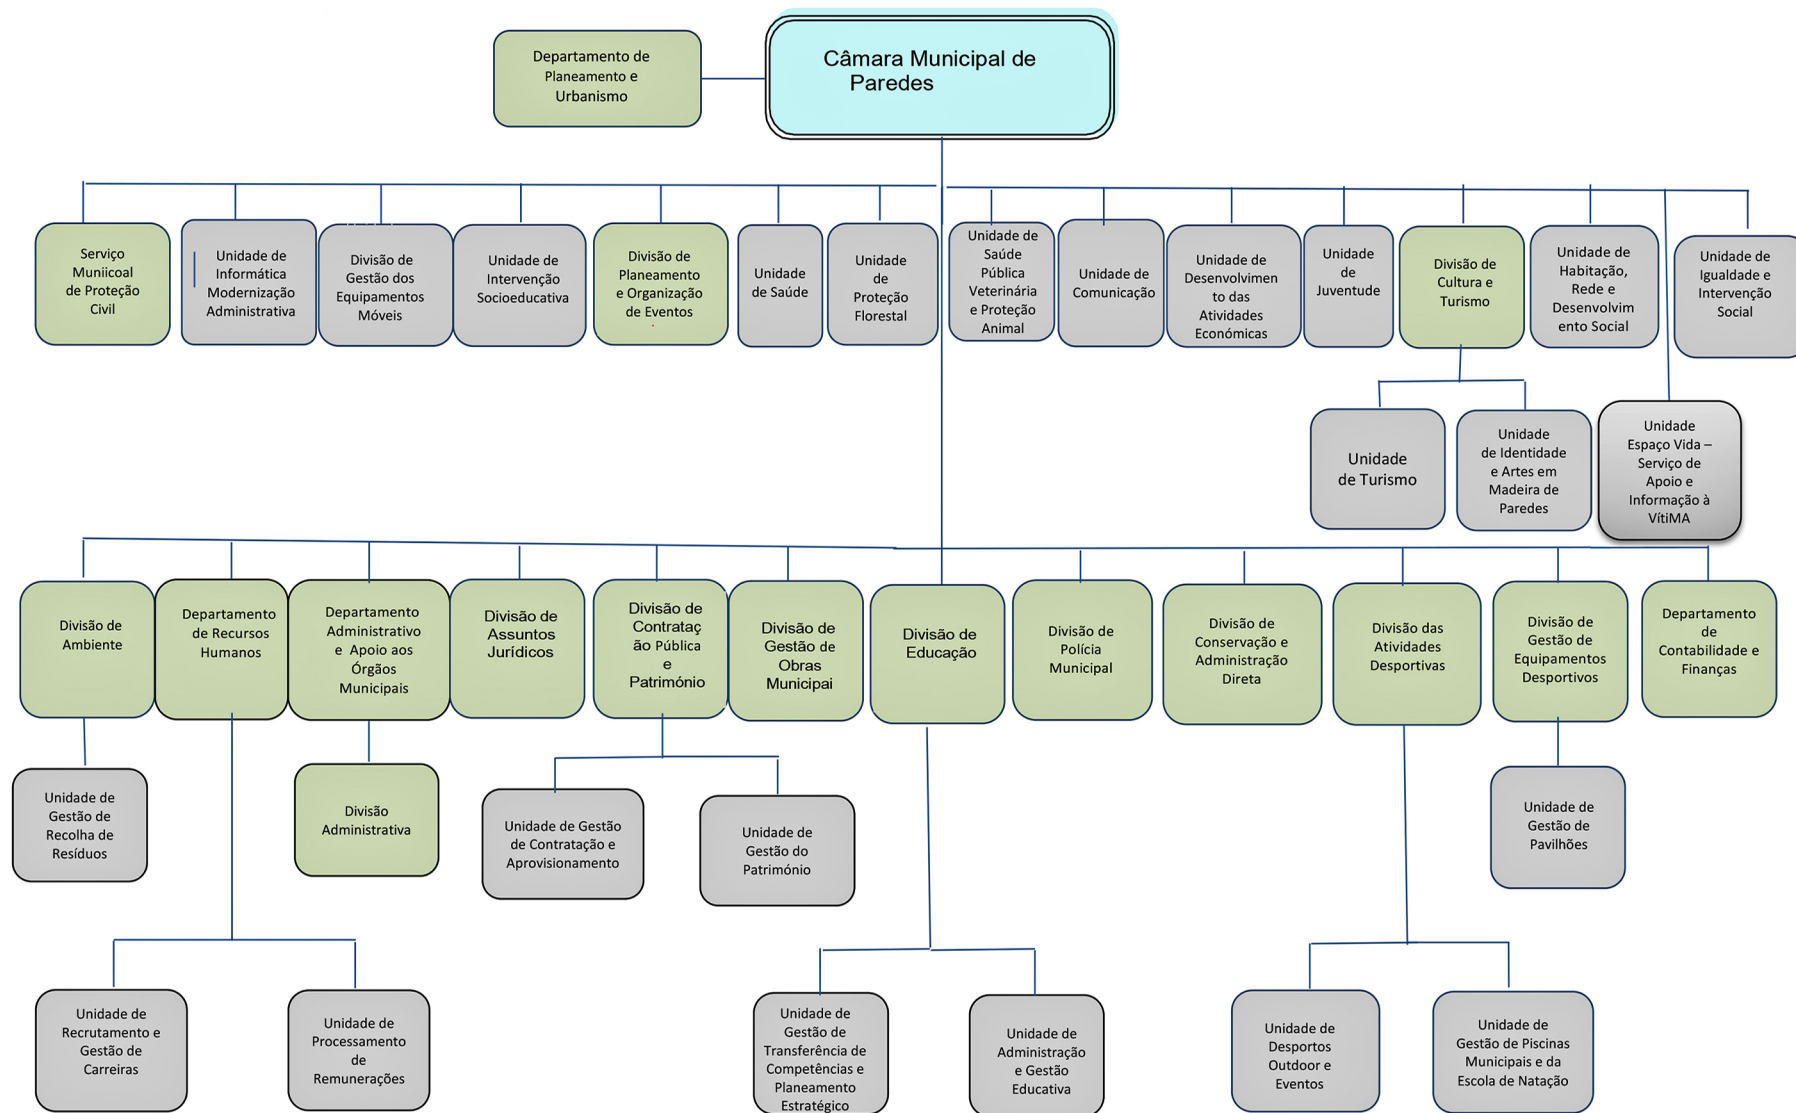 Departamento de
Planeamento e
Urbanismo
Câmara Municipal de
Paredes
Serviço
Muniicoal
de Proteção
Civil
Unidade de
Informática
Modernização
Administrativa
Divisão de
Gestão dos
Equipamentos
Móveis
Unidade de
Intervenção
Socioeducativa
Divisão de
Planeamento
e Organização
de Eventos
Unidade
de Saúde
Unidade
de
Proteção
Florestal
Unidade de
Saúde
Pública
Veterinária
e Proteção
Animal
Unidade de
Comunicação
Unidade de
Desenvolvimen
to das
Atividades
Económicas
Unidade
de
Juventude
Divisão de
Cultura e
Turismo
Unidade de
Habitação,
Rede e
Desenvolvim
ento Social
Unidade de
Igualdade e
Intervenção
Social
Unidade
de Turismo
Unidade
de Identidade
e Artes em
Madeira de
Paredes
Unidade
Espaço Vida –
Serviço de
Apoio e
Informação à
VítiMA
Divisão de
Ambiente
Departamento
de Recursos
Humanos
Departamento
Administrativo
e Apoio aos
Órgãos
Municipais
Divisão de
Assuntos
Jurídicos
Divisão de
Contrataç
ão Pública
e
Património
Divisão de
Gestão de
Obras
Municipai
Divisão de
Educação
Divisão de
Polícia
Municipal
Divisão de
Conservação e
Administração
Direta
Divisão das
Atividades
Desportivas
Divisão de
Gestão de
Equipamentos
Desportivos
Departamento
de
Contabilidade e
Finanças
Unidade de
Gestão de
Recolha de
Resíduos
Divisão
Administrativa
Unidade de Gestão
de Contratação e
Aprovisionamento
Unidade de
Gestão do
Património
Unidade de
Gestão de
Pavilhões
Unidade de
Recrutamento e
Gestão de
Carreiras
Unidade de
Processamento
de
Remunerações
Unidade de
Gestão de
Transferência de
Competências e
Planeamento
Estratégico
Unidade de
Administração
e Gestão
Educativa
Unidade de
Desportos
Outdoor e
Eventos
Unidade de
Gestão de Piscinas
Municipais e da
Escola de Natação